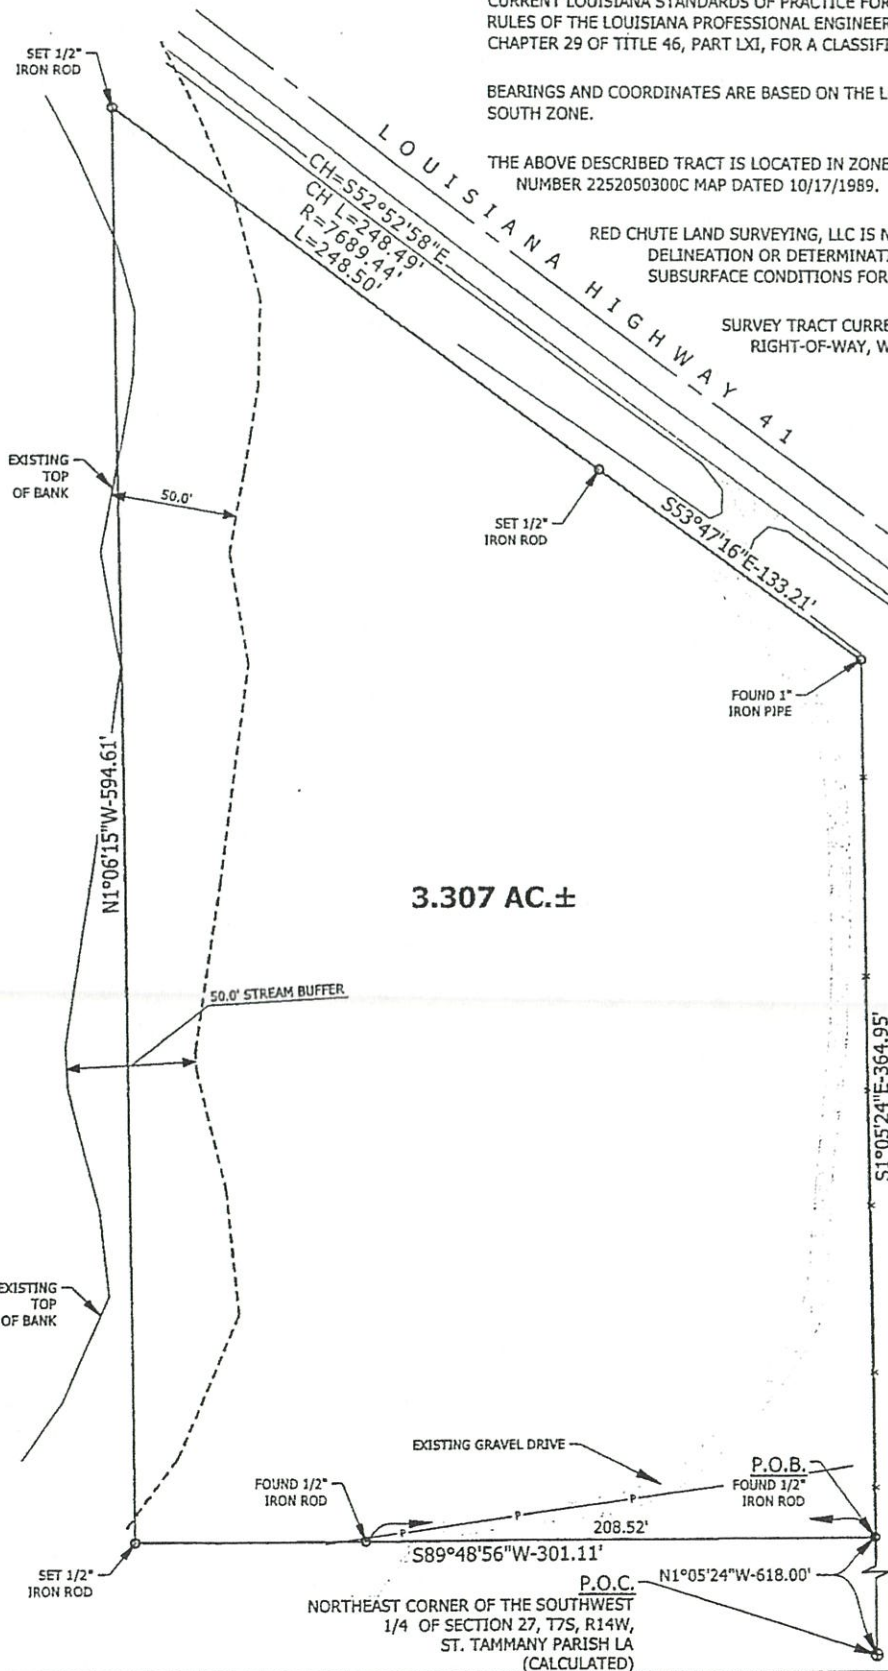 CURRENT LOUISIANA STANDARDS OF PRACTICE FOR
RULES OF THE LOUISIANA PROFESSIONAL ENGINEER
CHAPTER 29 OF TITLE 46, PART LXI, FOR A CLASSIFI
BEARINGS AND COORDINATES ARE BASED ON THE L
SOUTH ZONE.
THE ABOVE DESCRIBED TRACT IS LOCATED IN ZONE
NUMBER 2252050300C MAP DATED 10/17/1989.
RED CHUTE LAND SURVEYING, LLC IS N
DELINEATION OR DETERMINAT
SUBSURFACE CONDITIONS FOR
SURVEY TRACT CURRE
RIGHT-OF-WAY, W
SET 1/2"
IRON ROD
LOUISIANA HIGHWAY 41
CH=S52°52'58"E
CH L=248.49'
R=7689.44'
L=248.50'
EXISTING
TOP
OF BANK
50.0'
SET 1/2"
IRON ROD
S53°47'16"E-133.21'
FOUND 1"
IRON PIPE
N1°06'15"W-594.61'
3.307 AC.±
50.0' STREAM BUFFER
S1°05'24"E-364.95'
EXISTING
TOP
OF BANK
EXISTING GRAVEL DRIVE
P.O.B.
FOUND 1/2"
IRON ROD
FOUND 1/2"
IRON ROD
P
P
P
208.52'
S89°48'56"W-301.11'
SET 1/2"
IRON ROD
P.O.C.
N1°05'24"W-618.00'
NORTHEAST CORNER OF THE SOUTHWEST
1/4 OF SECTION 27, T7S, R14W,
ST. TAMMANY PARISH LA
(CALCULATED)